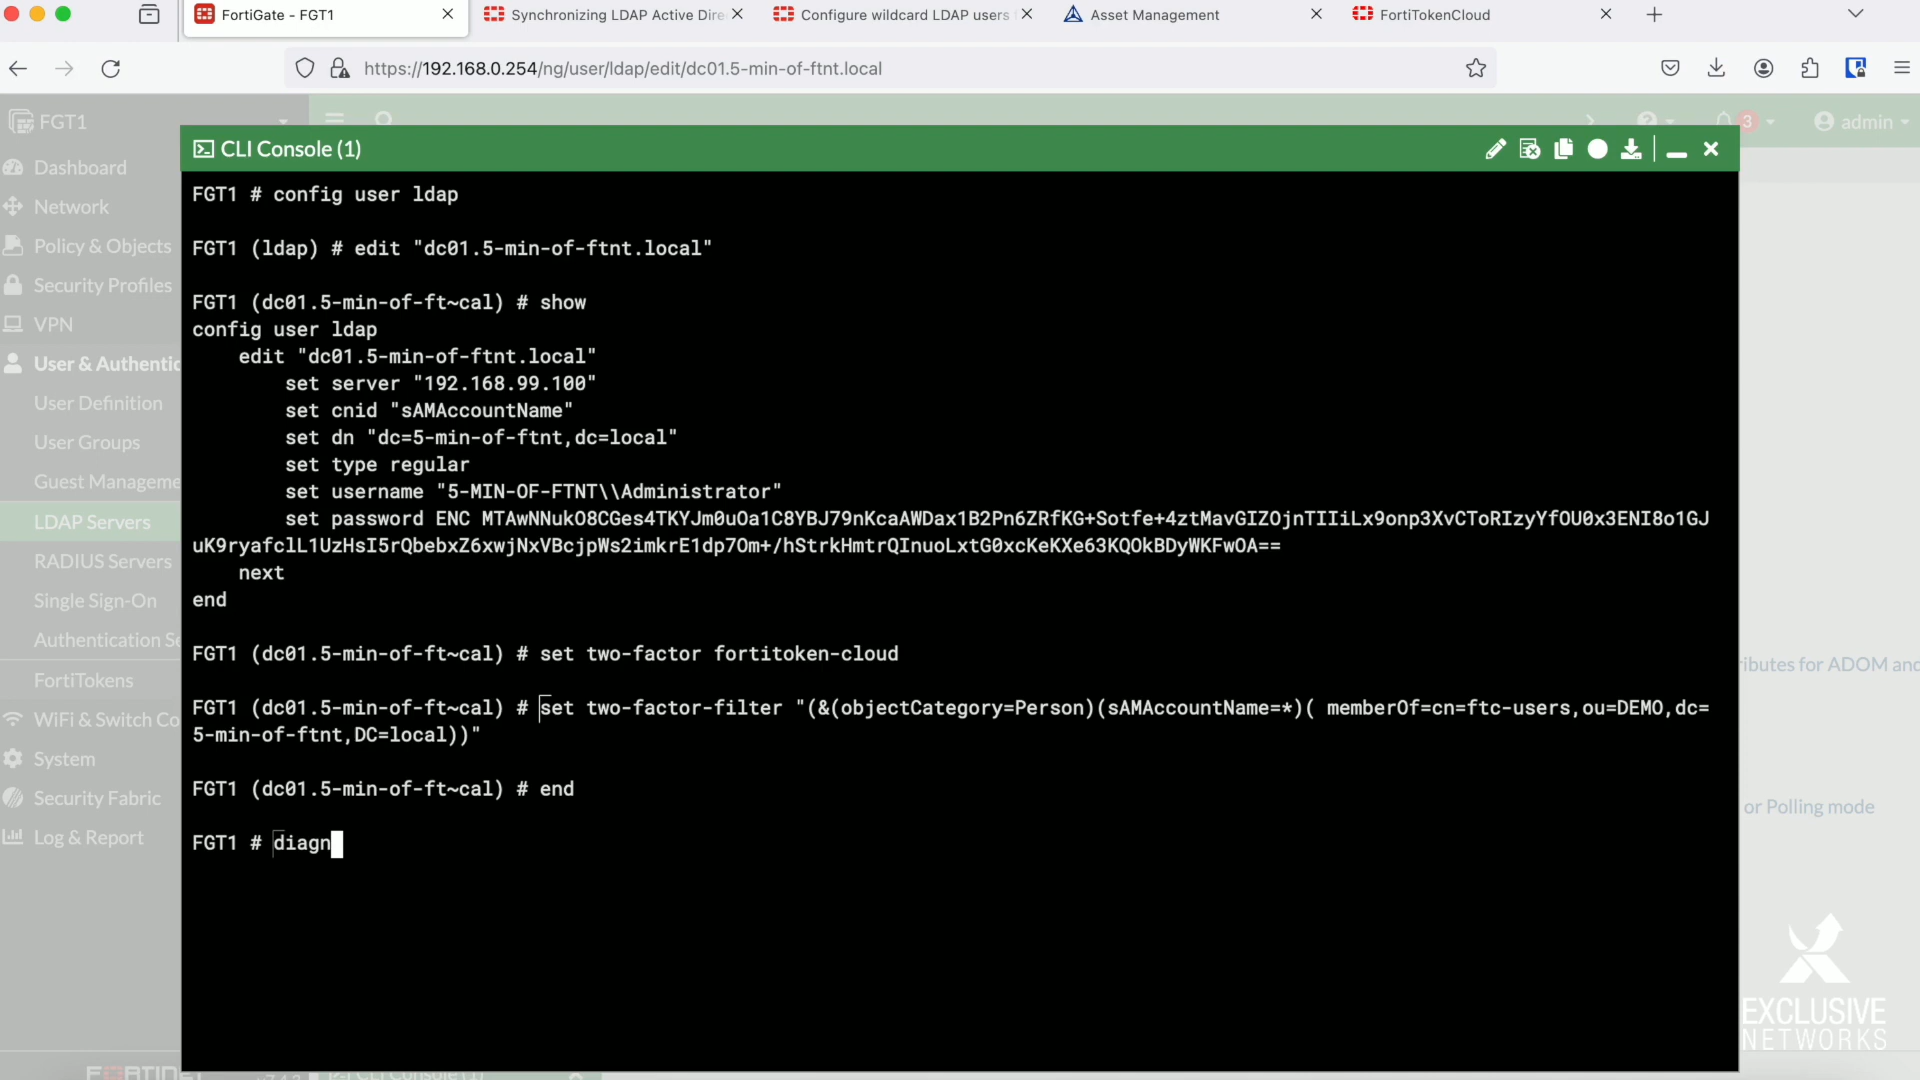 FortiGate - FGT1
Synchronizing LDAP Active Dire
Configure wildcard LDAP users
Asset Management
FortiTokenCloud
https://192.168.0.254/ng/user/ldap/edit/dc01.5-min-of-ftnt.local
FGT1
3
admin
CLI Console (1)
Dashboard
Network
Policy & Objects
Security Profiles
VPN
User & Authentic
User Definition
User Groups
Guest Manageme
LDAP Servers
RADIUS Servers
Single Sign-On
Authentication Se
FortiTokens
WiFi & Switch Co
System
Security Fabric
Log & Report
FGT1 # config user ldap
FGT1 (ldap) # edit "dc01.5-min-of-ftnt.local"
FGT1 (dc01.5-min-of-ft~cal) # show
config user ldap
edit "dc01.5-min-of-ftnt.local"
set server "192.168.99.100"
set cnid "sAMAccountName"
set dn "dc=5-min-of-ftnt,dc=local"
set type regular
set username "5-MIN-OF-FTNT\\Administrator"
set password ENC MTAwNNukO8CGes4TKYJm0uOa1C8YBJ79nKcaAWDax1B2Pn6ZRfKG+Sotfe+4ztMavGIZOjnTIIiLx9onp3XvCToRIzyYfOU0x3ENI8o1GJ
uK9ryafclL1UzHsI5rQbebxZ6xwjNxVBcjpWs2imkrE1dp7Om+/hStrkHmtrQInuoLxtG0xcKeKXe63KQOkBDyWKFwOA==
next
end
FGT1 (dc01.5-min-of-ft~cal) # set two-factor fortitoken-cloud
FGT1 (dc01.5-min-of-ft~cal) # set two-factor-filter "(&(objectCategory=Person)(sAMAccountName=*)( memberOf=cn=ftc-users,ou=DEMO,dc=
5-min-of-ftnt,DC=local))"
FGT1 (dc01.5-min-of-ft~cal) # end
FGT1 # diagn
ributes for ADOM and
or Polling mode
EXCLUSIVE
NETWORKS
CLI Console (1)